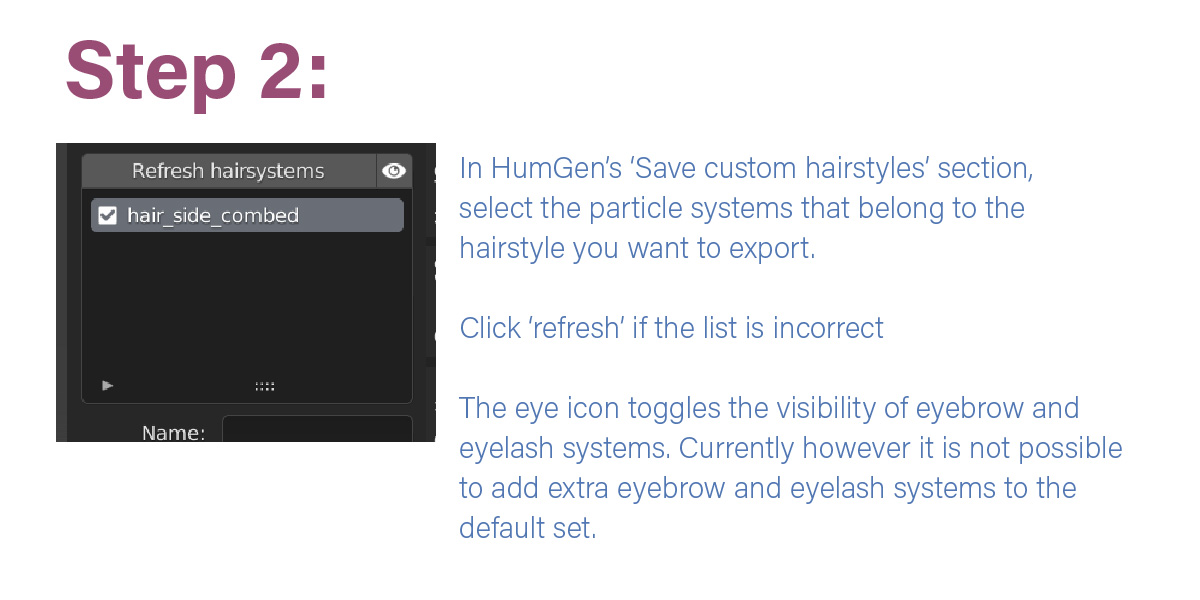 Step 2:
Refresh hairsystems
hair_side_combed
Name:
In HumGen’s ‘Save custom hairstyles’ section,
select the particle systems that belong to the
hairstyle you want to export.
Click ‘refresh’ if the list is incorrect
The eye icon toggles the visibility of eyebrow and
eyelash systems. Currently however it is not possible
to add extra eyebrow and eyelash systems to the
default set.